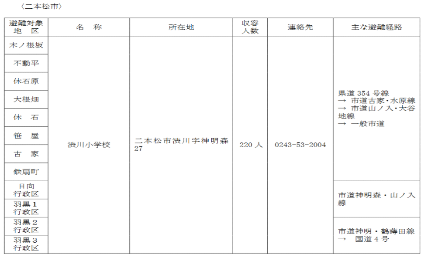 （二本松市）
避難対象
地　区
名　称
所在地
収容
人数
連絡先
主な避難経路
木ノ根坂
不動平
休石原
大根畑
休　石
笹　屋
古　家
歌扇町
日向
行政区
羽黒1
行政区
羽黒2
行政区
羽黒3
行政区
渋川小学校
二本松市渋川字神明森
27
220 人
0243-53-2004
県道 354 号線
→ 市道古家・水原線
→ 市道山ノ入・大谷
地線
→ 一般市道
市道神明森・山ノ入
線
市道神明・鶴蒔田線
→ 国道 4 号